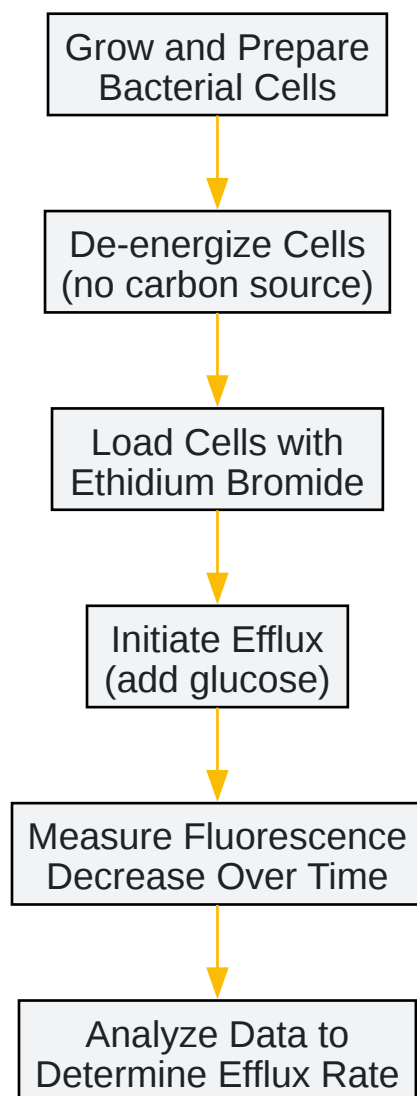 Grow and Prepare
Bacterial Cells
De-energize Cells
(no carbon source)
Load Cells with
Ethidium Bromide
Initiate Efflux
(add glucose)
Measure Fluorescence
Decrease Over Time
Analyze Data to
Determine Efflux Rate